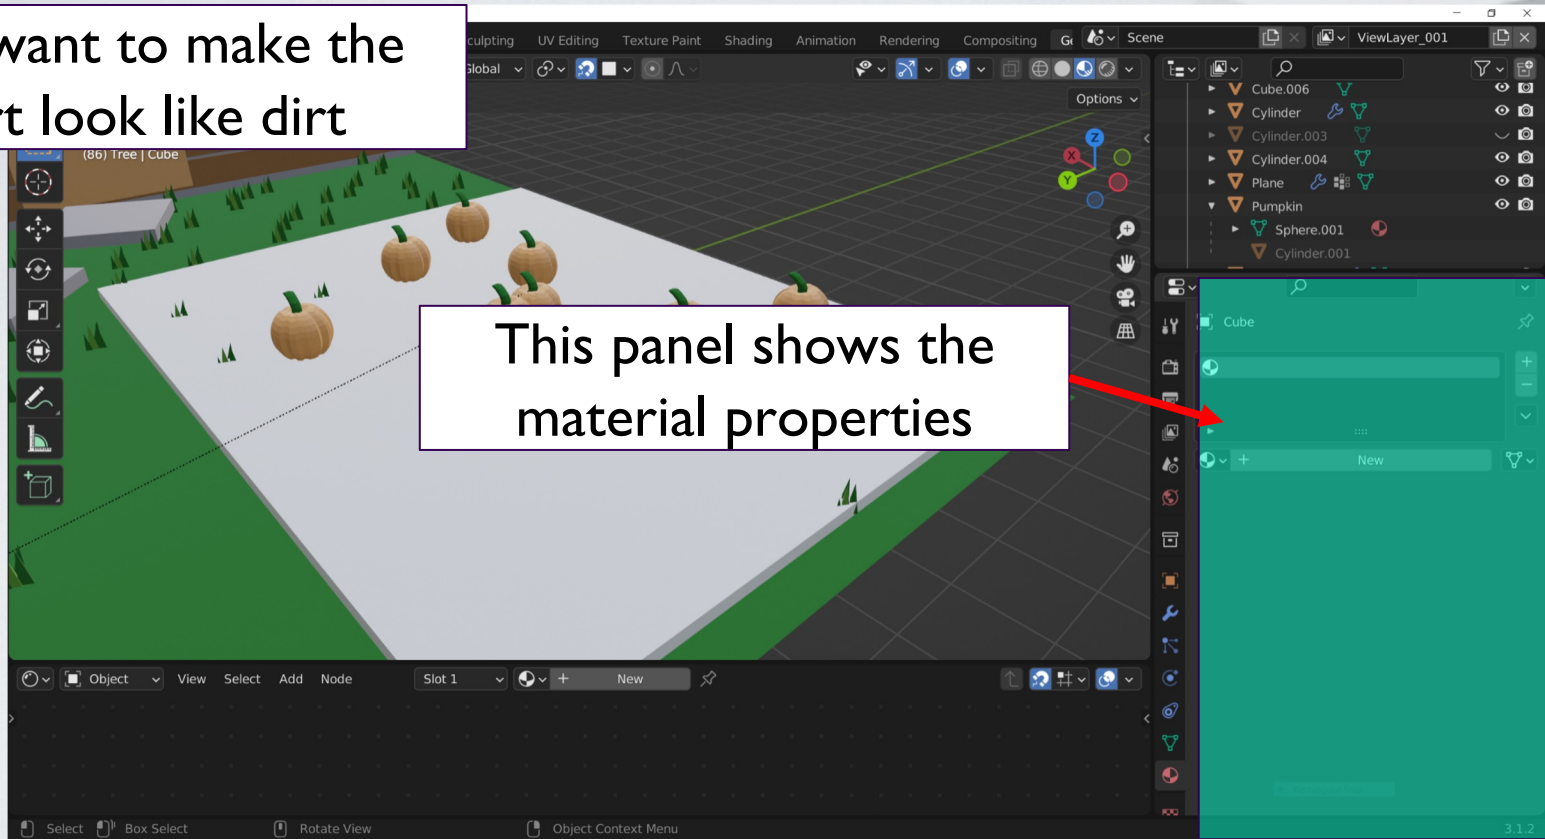 want to make the
rt look like dirt
culpting UV Editing Texture Paint Shading Animation Rendering Compositing Ge Scene ViewLayer_001
Global
Options
(86) Tree | Cube
Z
X
Y
Cube.006
Cylinder
Cylinder.003
Cylinder.004
Plane
Pumpkin
Sphere.001
Cylinder.001
Cube
This panel shows the
material properties
+ New
Object View Select Add Node Slot 1 + New
Select Box Select Rotate View Object Context Menu 3.1.2